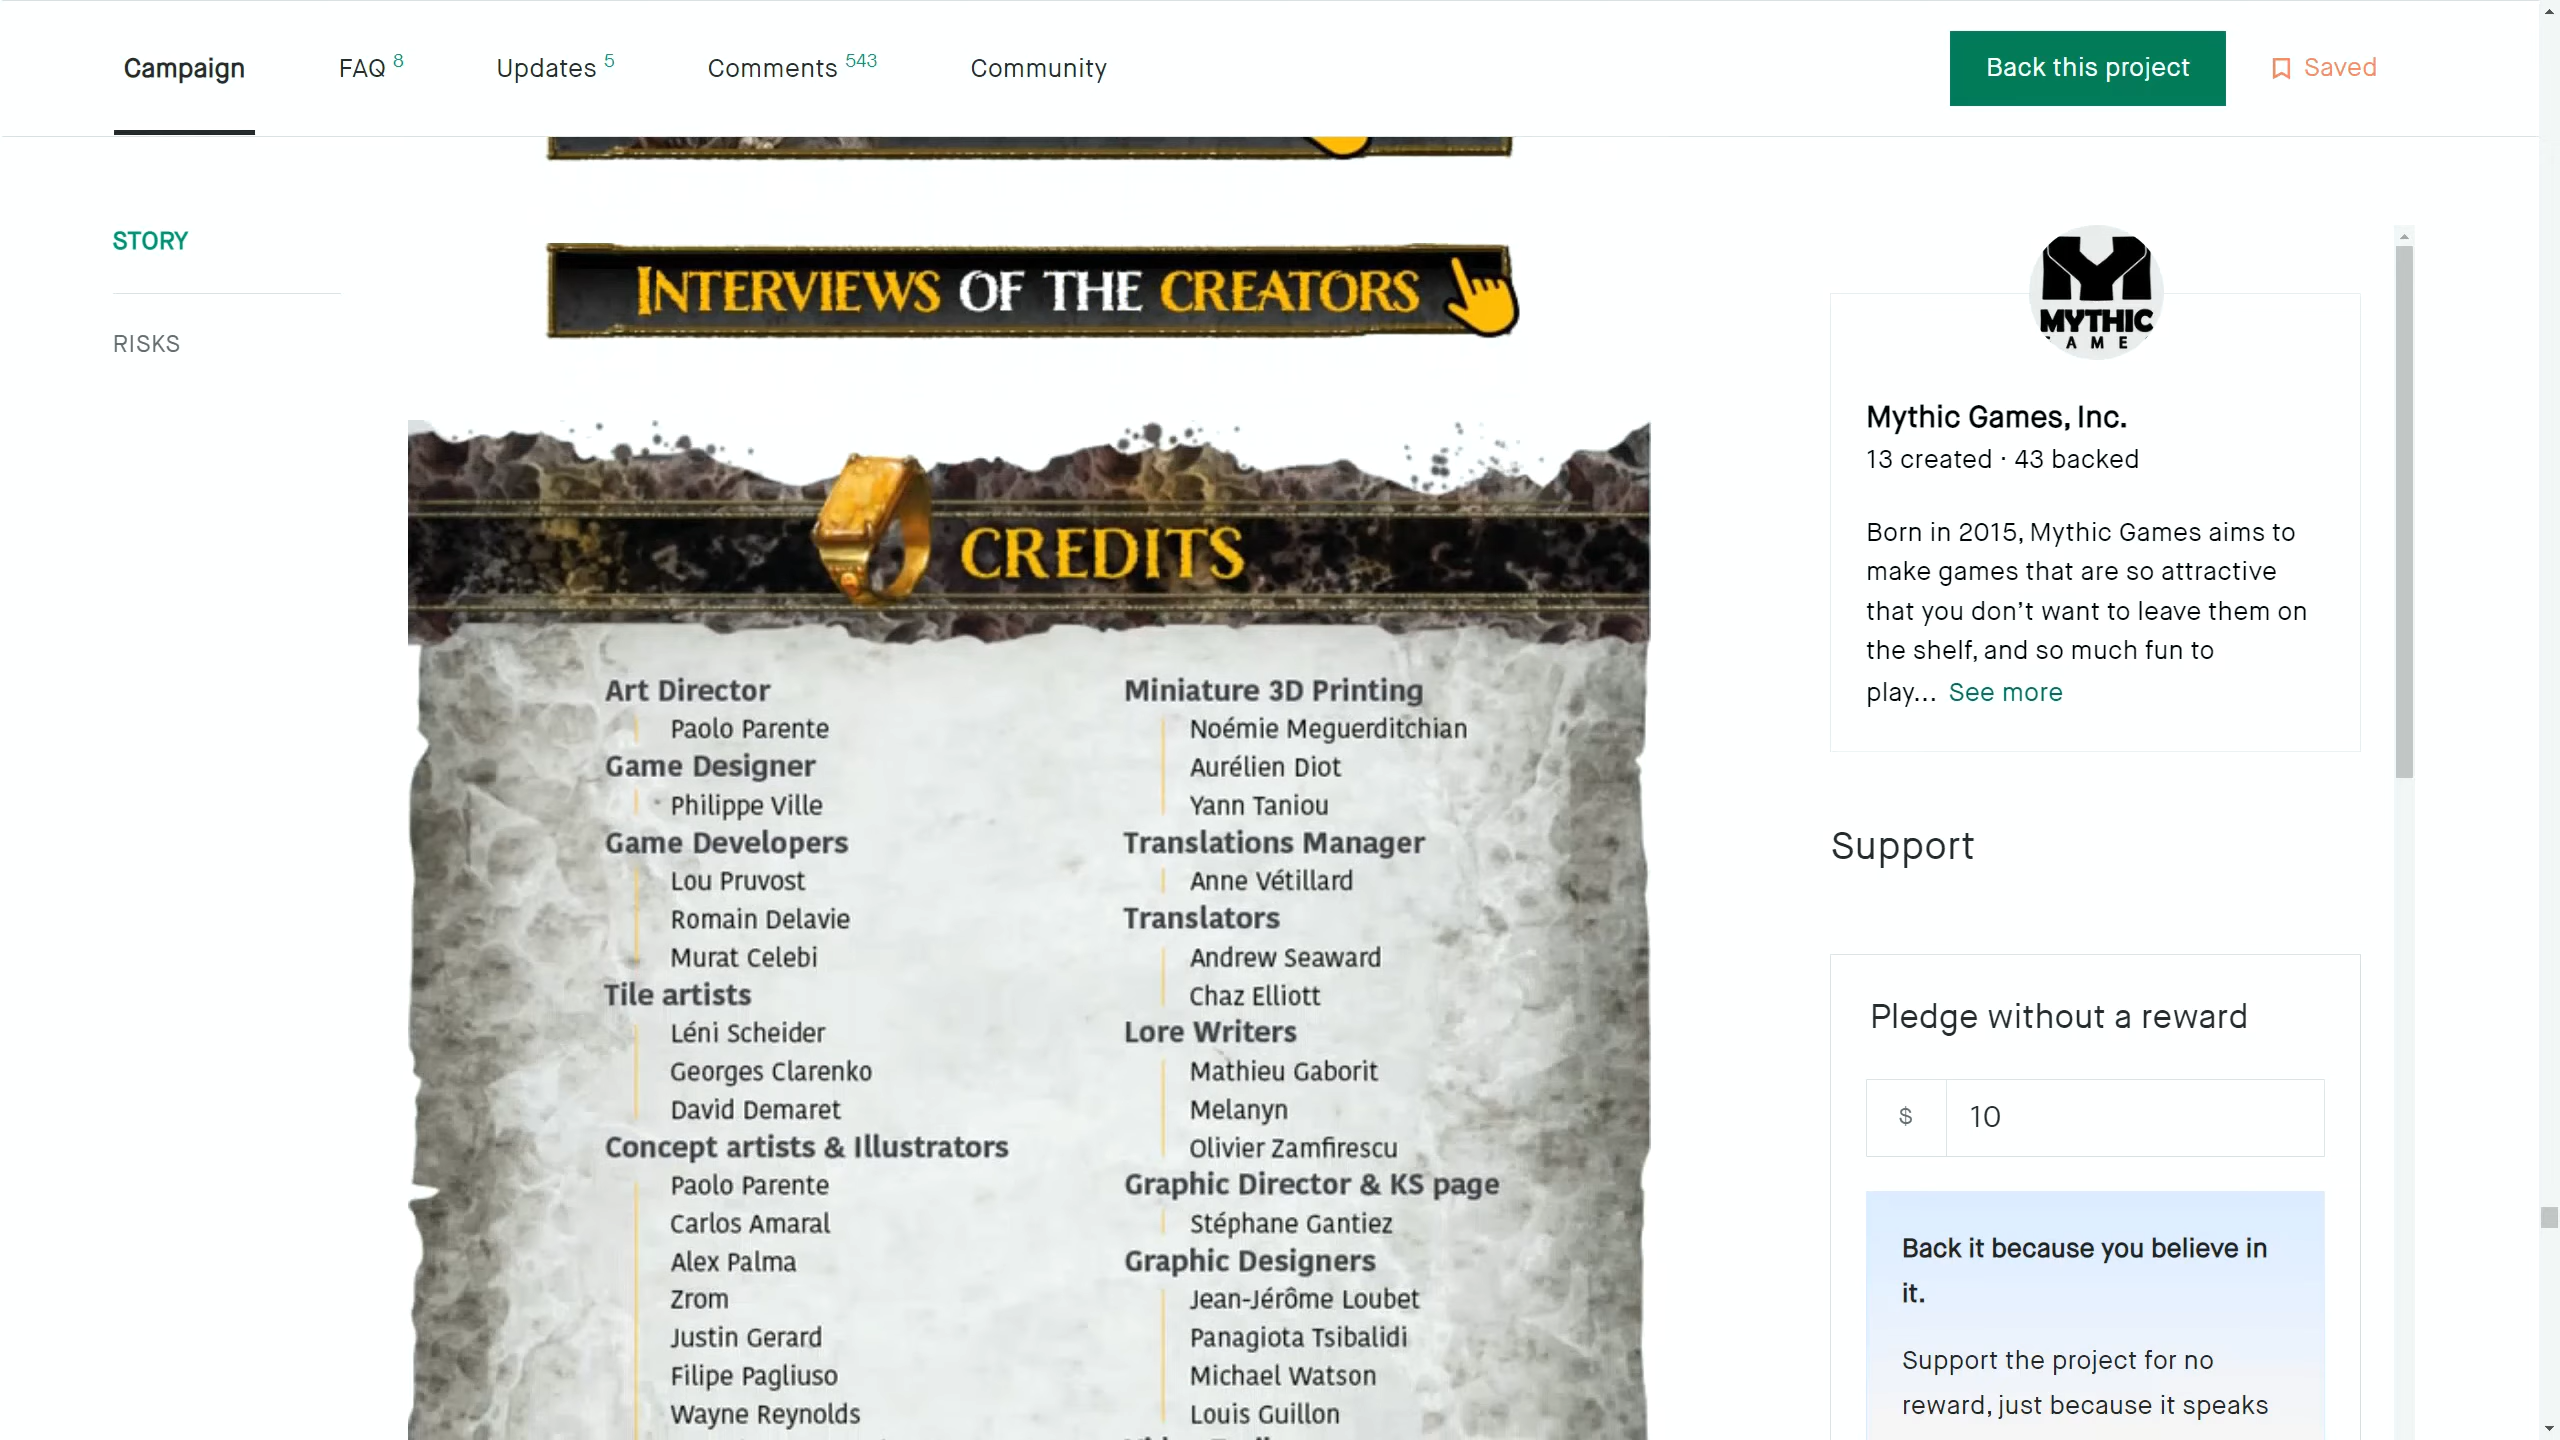 Campaign
FAQ 8
Updates 5
Comments 543
Community
Back this project
Saved
STORY
RISKS
INTERVIEWS OF THE CREATORS
CREDITS
Art Director
Paolo Parente
Game Designer
Philippe Ville
Game Developers
Lou Pruvost
Romain Delavie
Murat Celebi
Tile artists
Léni Scheider
Georges Clarenko
David Demaret
Concept artists & Illustrators
Paolo Parente
Carlos Amaral
Alex Palma
Zrom
Justin Gerard
Filipe Pagliuso
Wayne Reynolds
Miniature 3D Printing
Noémie Meguerditchian
Aurélien Diot
Yann Taniou
Translations Manager
Anne Vétillard
Translators
Andrew Seaward
Chaz Elliott
Lore Writers
Mathieu Gaborit
Melanyn
Olivier Zamfirescu
Graphic Director & KS page
Stéphane Gantiez
Graphic Designers
Jean-Jérôme Loubet
Panagiota Tsibalidi
Michael Watson
Louis Guillon
MYTHIC
AME
Mythic Games, Inc.
13 created · 43 backed
Born in 2015, Mythic Games aims to
make games that are so attractive
that you don’t want to leave them on
the shelf, and so much fun to
play... See more
Support
Pledge without a reward
$ 10
Back it because you believe in
it.
Support the project for no
reward, just because it speaks